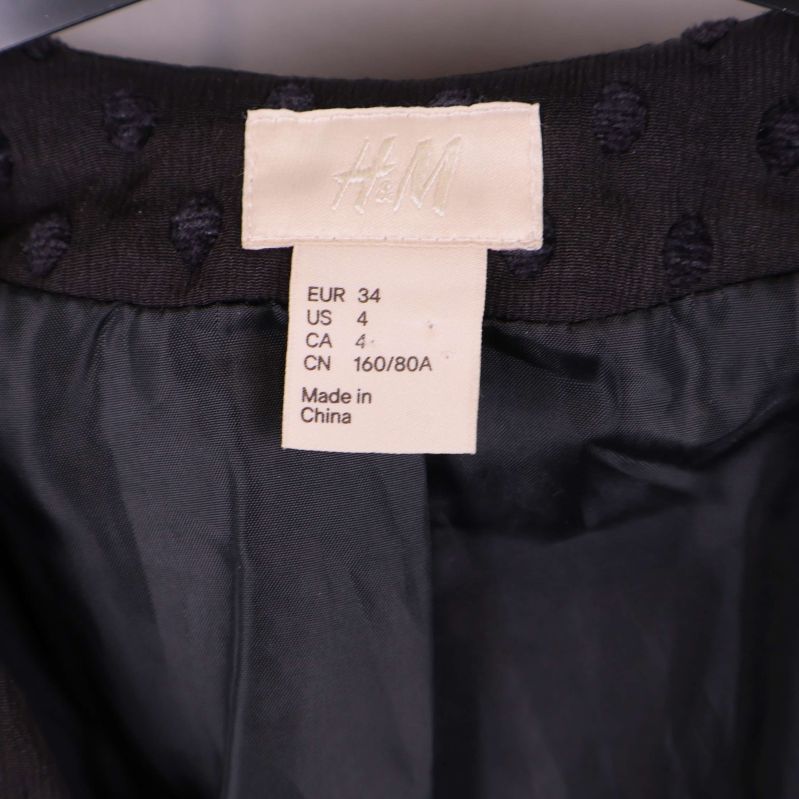 H&M
EUR 34
US 4
CA 4
CN 160/80A
Made in
China